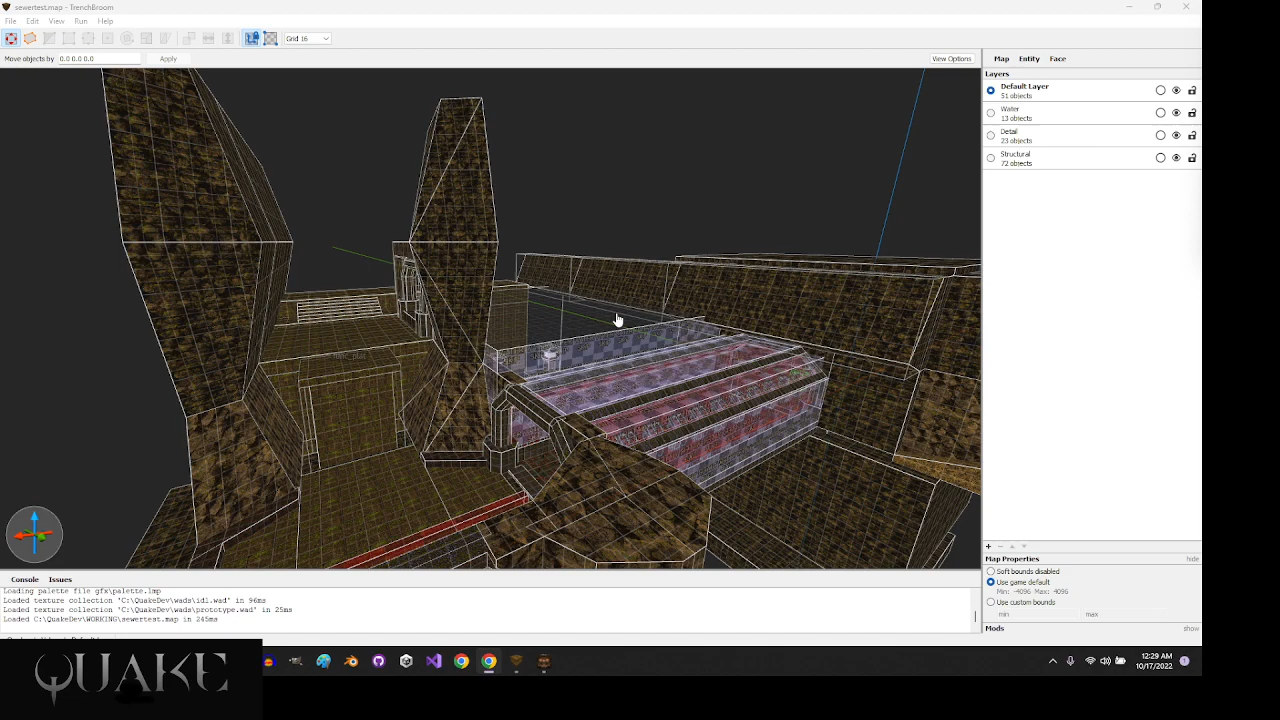 sewertest.map - TrenchBroom
File Edit View Run Help
Grid 16
Move objects by 0.0 0.0 0.0 Apply View Options
Map Entity Face
Layers
Default Layer
51 objects
Water
13 objects
Detail
23 objects
Structural
72 objects
Map Properties hide
Soft bounds disabled
Use game default
Min: -4096 Max: 4096
Use custom bounds
min max
Mods show
Console Issues
Loading palette file gfx\palette.lmp
Loaded texture collection 'C:\QuakeDev\wads\id1.wad' in 96ms
Loaded texture collection 'C:\QuakeDev\wads\prototype.wad' in 25ms
Loaded C:\QuakeDev\WORKING\sewertest.map in 245ms
QUAKE
12:29 AM
10/17/2022
1